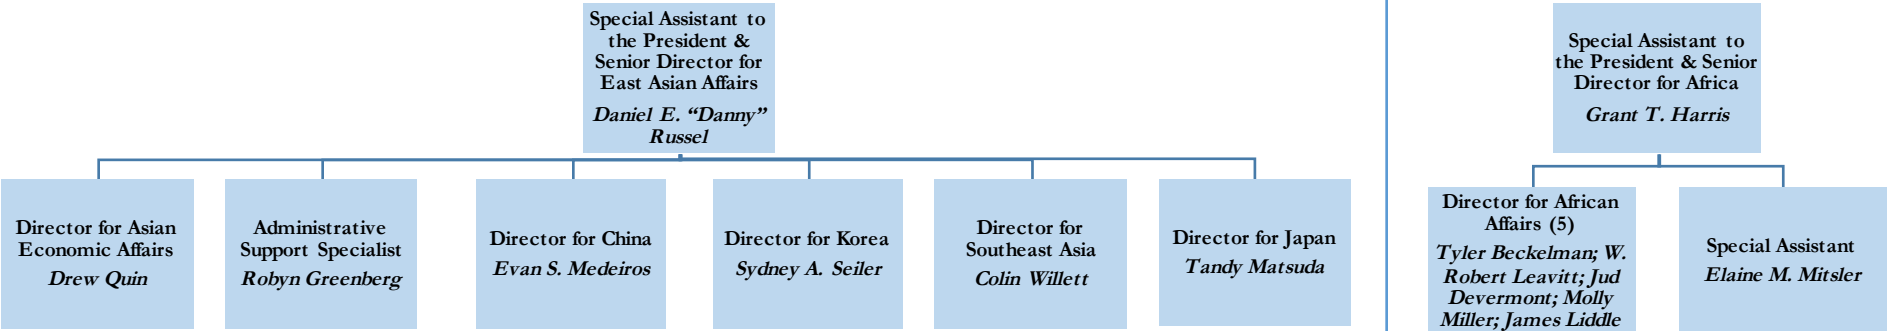 Special Assistant to
the President &
Senior Director for
East Asian Affairs
Daniel E. “Danny”
Russel
Director for Asian
Economic Affairs
Drew Quin
Administrative
Support Specialist
Robyn Greenberg
Director for China
Evan S. Medeiros
Director for Korea
Sydney A. Seiler
Director for
Southeast Asia
Colin Willett
Director for Japan
Tandy Matsuda
Special Assistant to
the President & Senior
Director for Africa
Grant T. Harris
Director for African
Affairs (5)
Tyler Beckelman; W.
Robert Leavitt; Jud
Devermont; Molly
Miller; James Liddle
Special Assistant
Elaine M. Mitsler